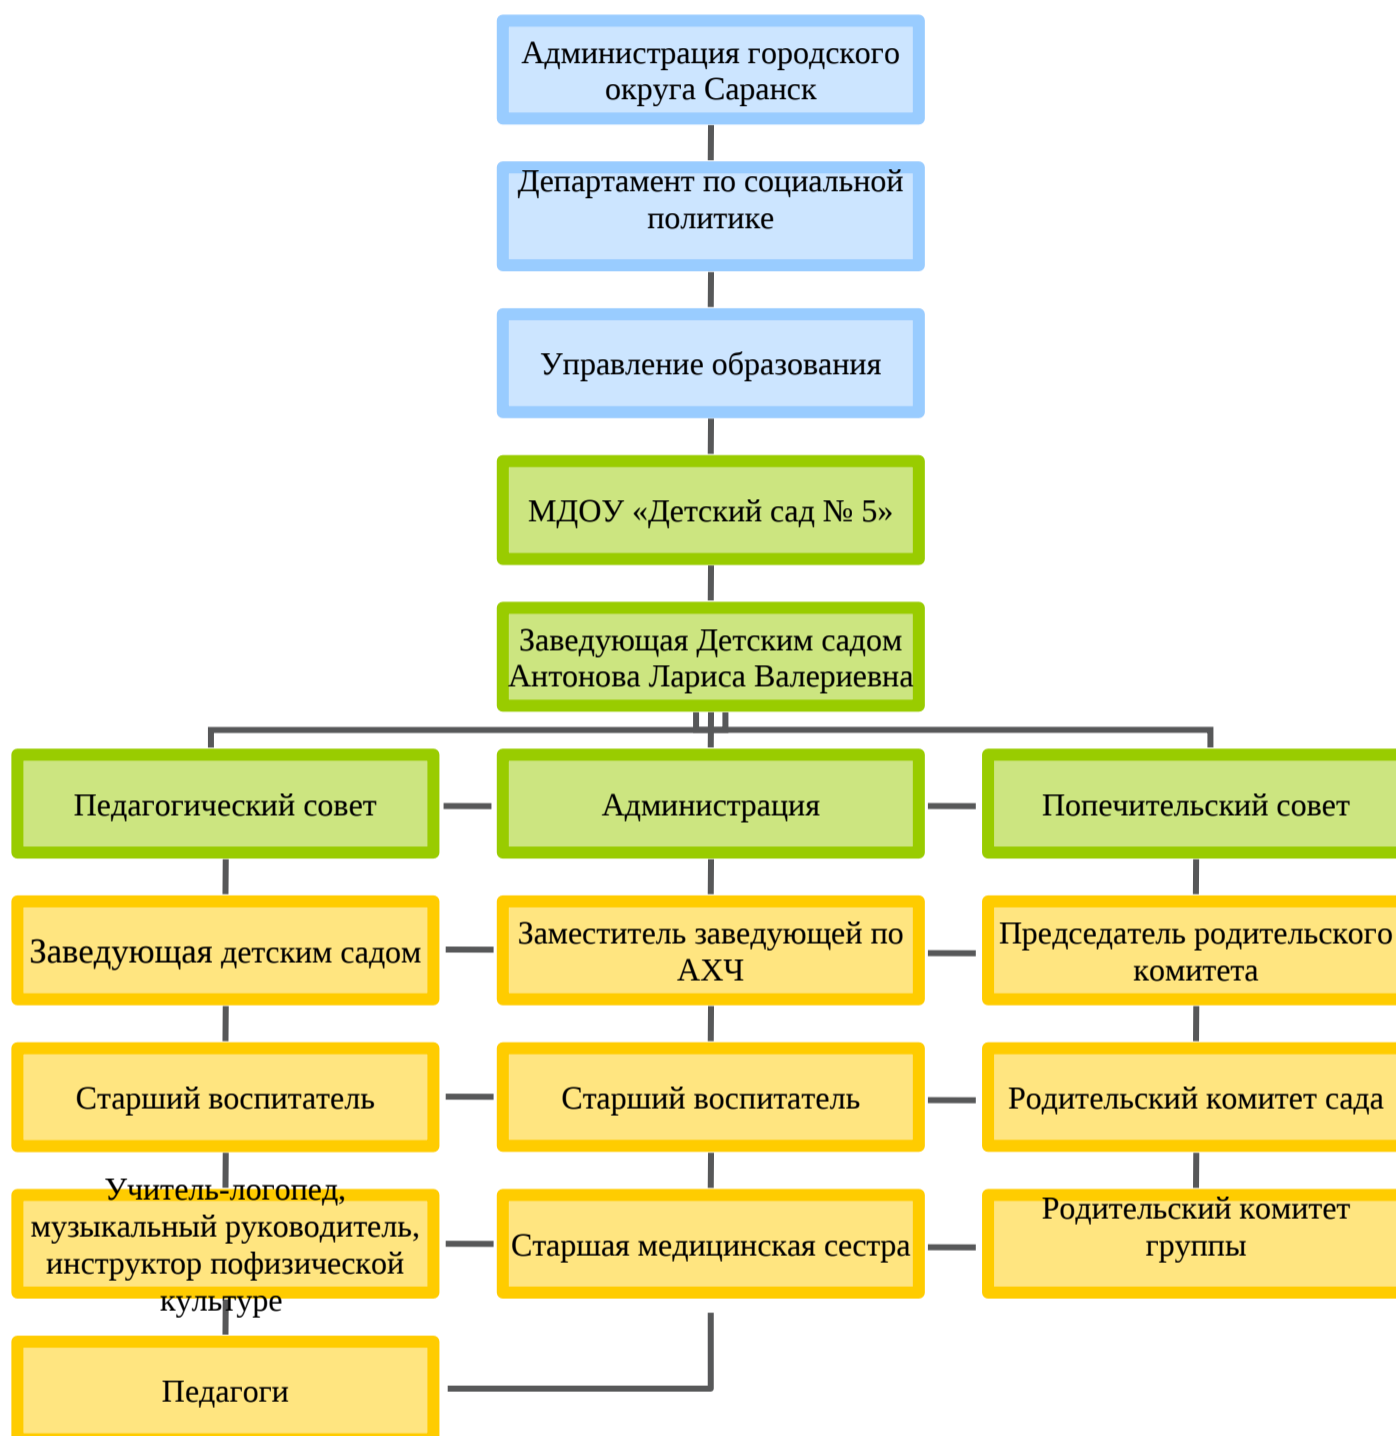 Администрация городского
округа Саранск
Департамент по социальной
политике
Управление образования
МДОУ «Детский сад № 5»
Заведующая Детским садом
Антонова Лариса Валериевна
Педагогический совет
Администрация
Попечительский совет
Заведующая детским садом
Заместитель заведующей по
АХЧ
Председатель родительского
комитета
Старший воспитатель
Старший воспитатель
Родительский комитет сада
Учитель-логопед,
музыкальный руководитель,
инструктор пофизической
культуре
Старшая медицинская сестра
Родительский комитет
группы
Педагоги